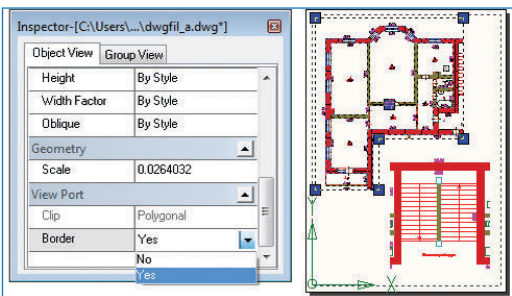 Inspector-[C:\Users\...\dwgfil_a.dwg*]
Object View Group View
Height By Style
Width Factor By Style
Oblique By Style
Geometry
Scale 0.0264032
View Port
Clip Polygonal
Border Yes
No
Yes
Y
X